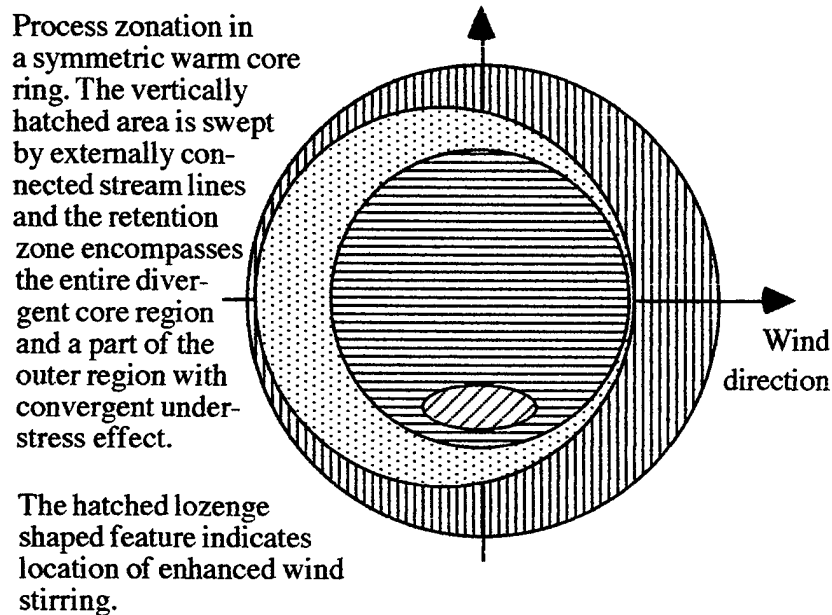 Process zonation in
a symmetric warm core
ring. The vertically
hatched area is swept
by externally con-
nected stream lines
and the retention
zone encompasses
the entire diver-
gent core region
and a part of the
outer region with
convergent under-
stress effect.
The hatched lozenge
shaped feature indicates
location of enhanced wind
stirring.
Wind
direction